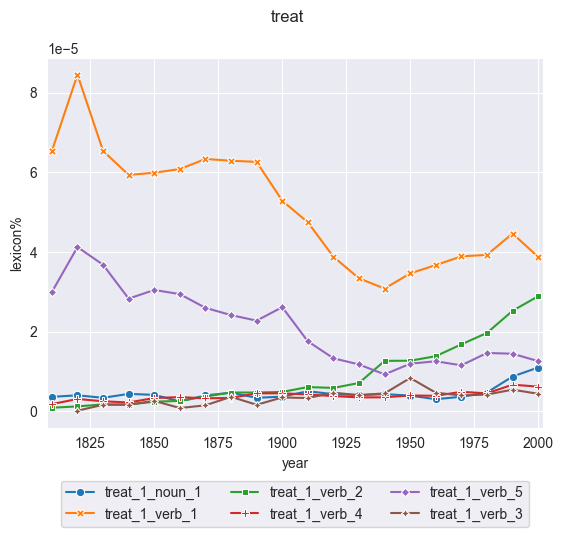 treat
1e−5
8
6
4
2
0
lexicon%
1825 1850 1875 1900 1925 1950 1975 2000
year
treat_1_noun_1 treat_1_verb_2 treat_1_verb_5
treat_1_verb_1 treat_1_verb_4 treat_1_verb_3